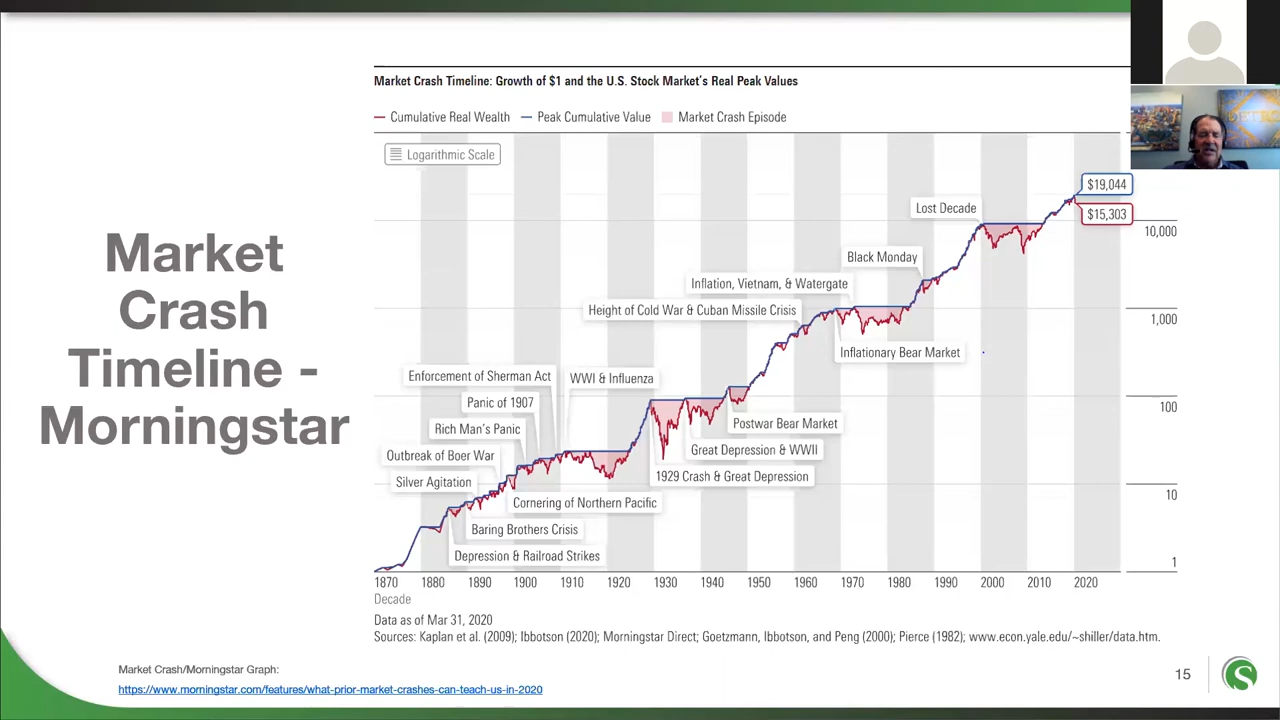 Market
Crash
Timeline -
Morningstar
Market Crash Timeline: Growth of $1 and the U.S. Stock Market's Real Peak Values
Cumulative Real Wealth Peak Cumulative Value Market Crash Episode
Logarithmic Scale
$19,044
$15,303
Lost Decade
10,000
Black Monday
Inflation, Vietnam, & Watergate
Height of Cold War & Cuban Missile Crisis
1,000
Inflationary Bear Market
Enforcement of Sherman Act
WWI & Influenza
Panic of 1907
100
Rich Man's Panic
Postwar Bear Market
Outbreak of Boer War
Great Depression & WWII
Silver Agitation
1929 Crash & Great Depression
10
Cornering of Northern Pacific
Baring Brothers Crisis
Depression & Railroad Strikes
1
1870 1880 1890 1900 1910 1920 1930 1940 1950 1960 1970 1980 1990 2000 2010 2020
Decade
Data as of Mar 31, 2020
Sources: Kaplan et al. (2009); Ibbotson (2020); Morningstar Direct; Goetzmann, Ibbotson, and Peng (2000); Pierce (1982); www.econ.yale.edu/~shiller/data.htm.
Market Crash/Morningstar Graph:
https://www.morningstar.com/features/what-prior-market-crashes-can-teach-us-in-2020
15
S